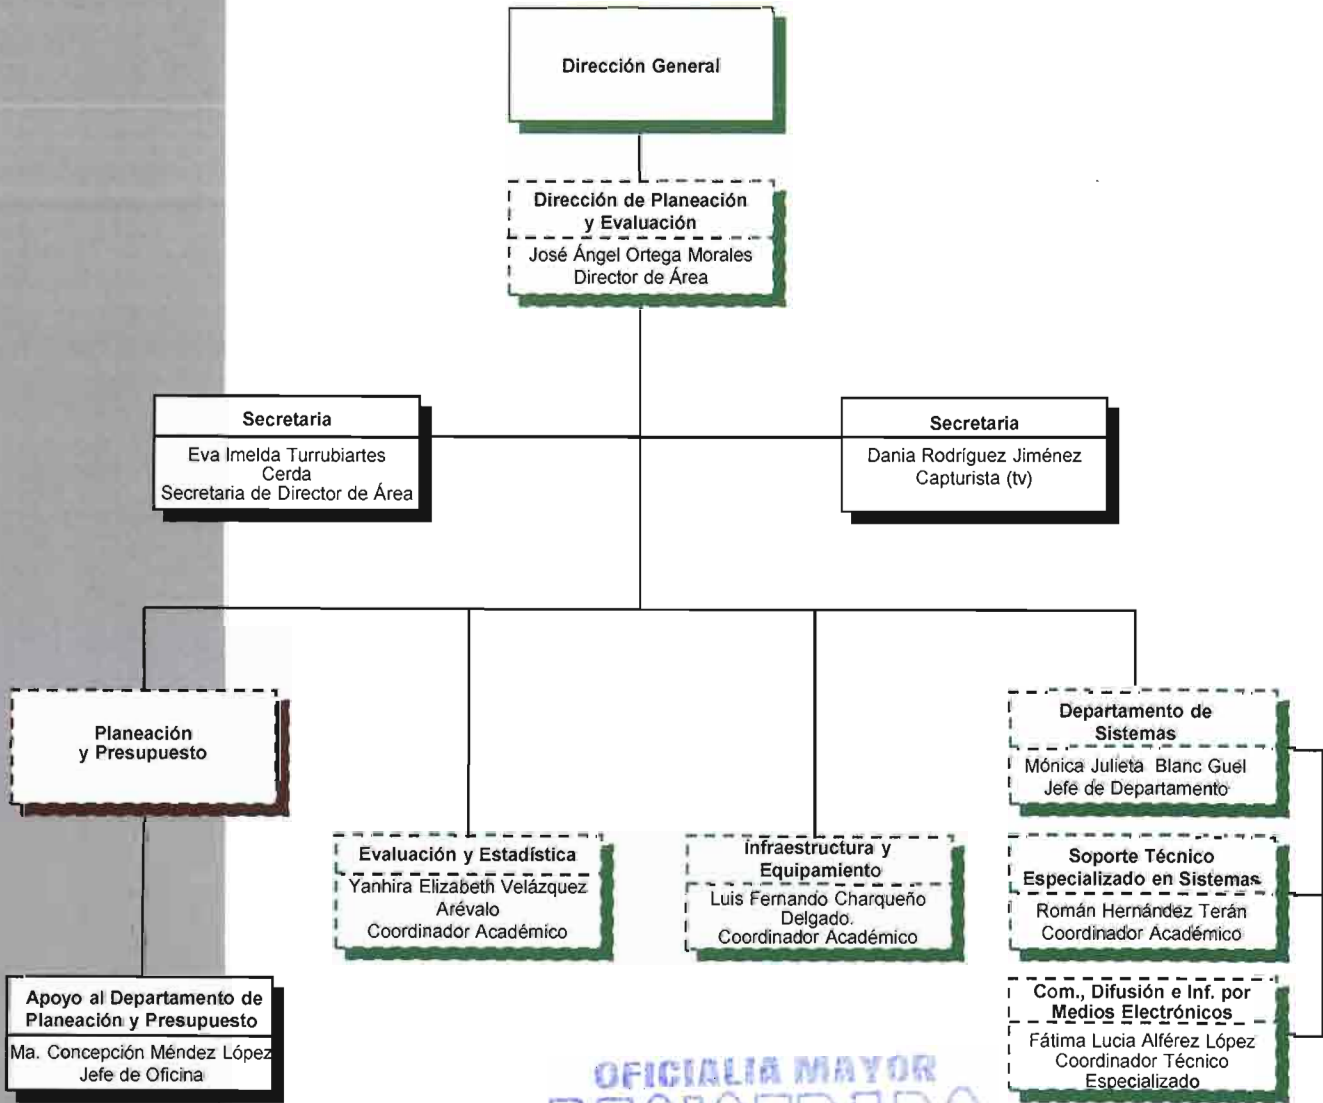 Dirección General
Dirección de Planeación
y Evaluación
José Ángel Ortega Morales
Director de Área
Secretaria
Eva Imelda Turrubiartes
Cerda
Secretaria de Director de Área
Secretaria
Dania Rodríguez Jiménez
Capturista (tv)
Planeación
y Presupuesto
Apoyo al Departamento de
Planeación y Presupuesto
Ma. Concepción Méndez López
Jefe de Oficina
Evaluación y Estadística
Yanhira Elizabeth Velázquez
Arévalo
Coordinador Académico
Infraestructura y
Equipamiento
Luis Fernando Charqueño
Delgado.
Coordinador Académico
Departamento de
Sistemas
Mónica Julieta Blanc Guel
Jefe de Departamento
Soporte Técnico
Especializado en Sistemas
Román Hernández Terán
Coordinador Académico
Com., Difusión e Inf. por
Medios Electrónicos
Fátima Lucia Alférez López
Coordinador Técnico
Especializado
OFICIALIA MAYOR